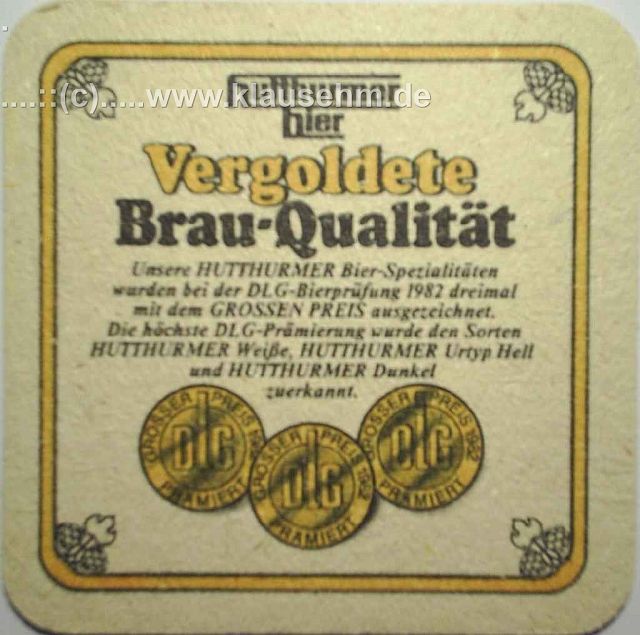 hutthurmer
.....::(c).....www.klausehm.de
bier
Vergoldete
Brau-Qualität
Unsere HUTTHURMER Bier-Spezialitäten
wurden bei der DLG-Bierprüfung 1982 dreimal
mit dem GROSSEN PREIS ausgezeichnet.
Die höchste DLG-Prämierung wurde den Sorten
HUTTHURMER Weiße, HUTTHURMER Urtyp Hell
und HUTTHURMER Dunkel
zuerkannt.
GROSSER PREIS 1982
DLG
PRÄMIERT
GROSSER PREIS 1982
DLG
PRÄMIERT
GROSSER PREIS 1982
DLG
PRÄMIERT